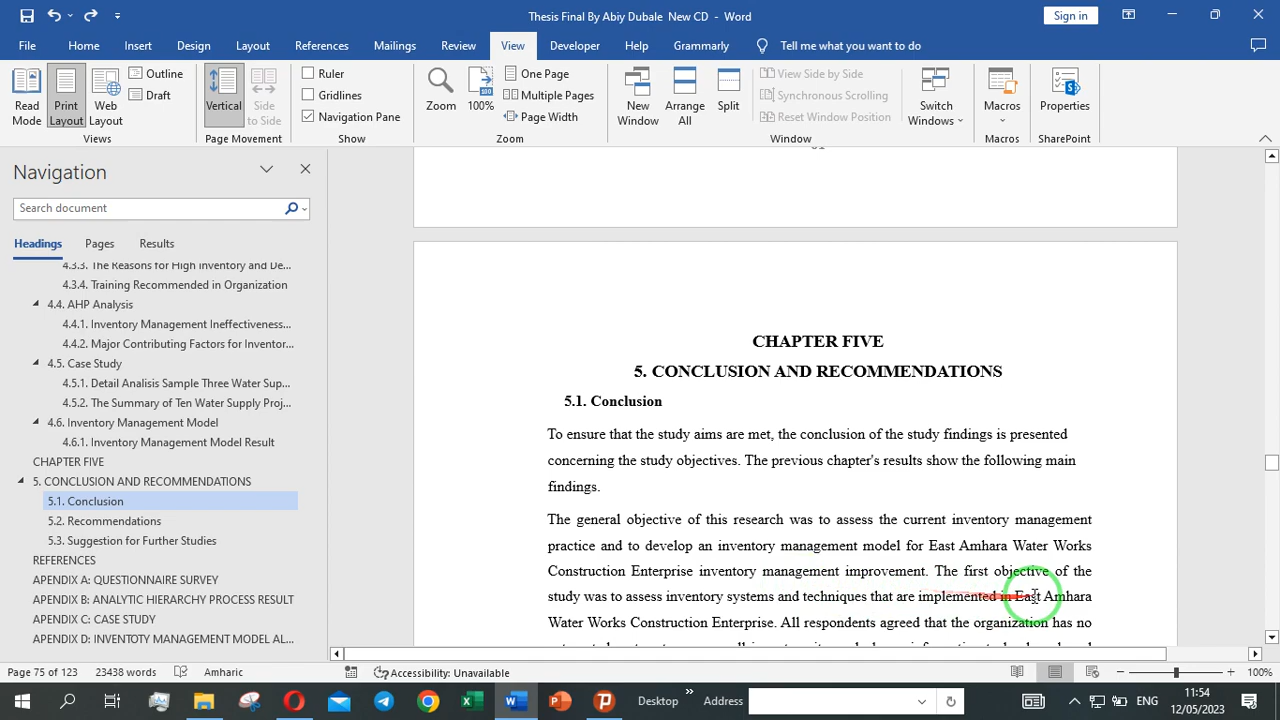 Thesis Final By Abiy Dubale New CD - Word
Sign in
File Home Insert Design Layout References Mailings Review View Developer Help Grammarly Tell me what you want to do
Read Mode
Print Layout
Web Layout
Outline
Draft
Views
Vertical
Side to Side
Page Movement
Ruler
Gridlines
Navigation Pane
Show
Zoom
100%
One Page
Multiple Pages
Page Width
Zoom
New Window
Arrange All
Split
View Side by Side
Synchronous Scrolling
Reset Window Position
Window
Switch Windows
Macros
Macros
Properties
SharePoint
Navigation
Search document
Headings Pages Results
4.3.3. The Reasons for High Inventory and De...
4.3.4. Training Recommended in Organization
4.4. AHP Analysis
4.4.1. Inventory Management Ineffectiveness...
4.4.2. Major Contributing Factors for Inventor...
4.5. Case Study
4.5.1. Detail Analisis Sample Three Water Sup...
4.5.2. The Summary of Ten Water Supply Proj...
4.6. Inventory Management Model
4.6.1. Inventory Management Model Result
CHAPTER FIVE
5. CONCLUSION AND RECOMMENDATIONS
5.1. Conclusion
5.2. Recommendations
5.3. Suggestion for Further Studies
REFERENCES
APENDIX A: QUESTIONNAIRE SURVEY
APENDIX B: ANALYTIC HIERARCHY PROCESS RESULT
APENDIX C: CASE STUDY
APENDIX D: INVENTOTY MANAGEMENT MODEL AL...
CHAPTER FIVE
5. CONCLUSION AND RECOMMENDATIONS
5.1. Conclusion
To ensure that the study aims are met, the conclusion of the study findings is presented
concerning the study objectives. The previous chapter's results show the following main
findings.
The general objective of this research was to assess the current inventory management
practice and to develop an inventory management model for East Amhara Water Works
Construction Enterprise inventory management improvement. The first objective of the
study was to assess inventory systems and techniques that are implemented in East Amhara
Water Works Construction Enterprise. All respondents agreed that the organization has no
Page 75 of 123 23438 words Amharic Accessibility: Unavailable 100%
Desktop Address ENG 11:54
12/05/2023